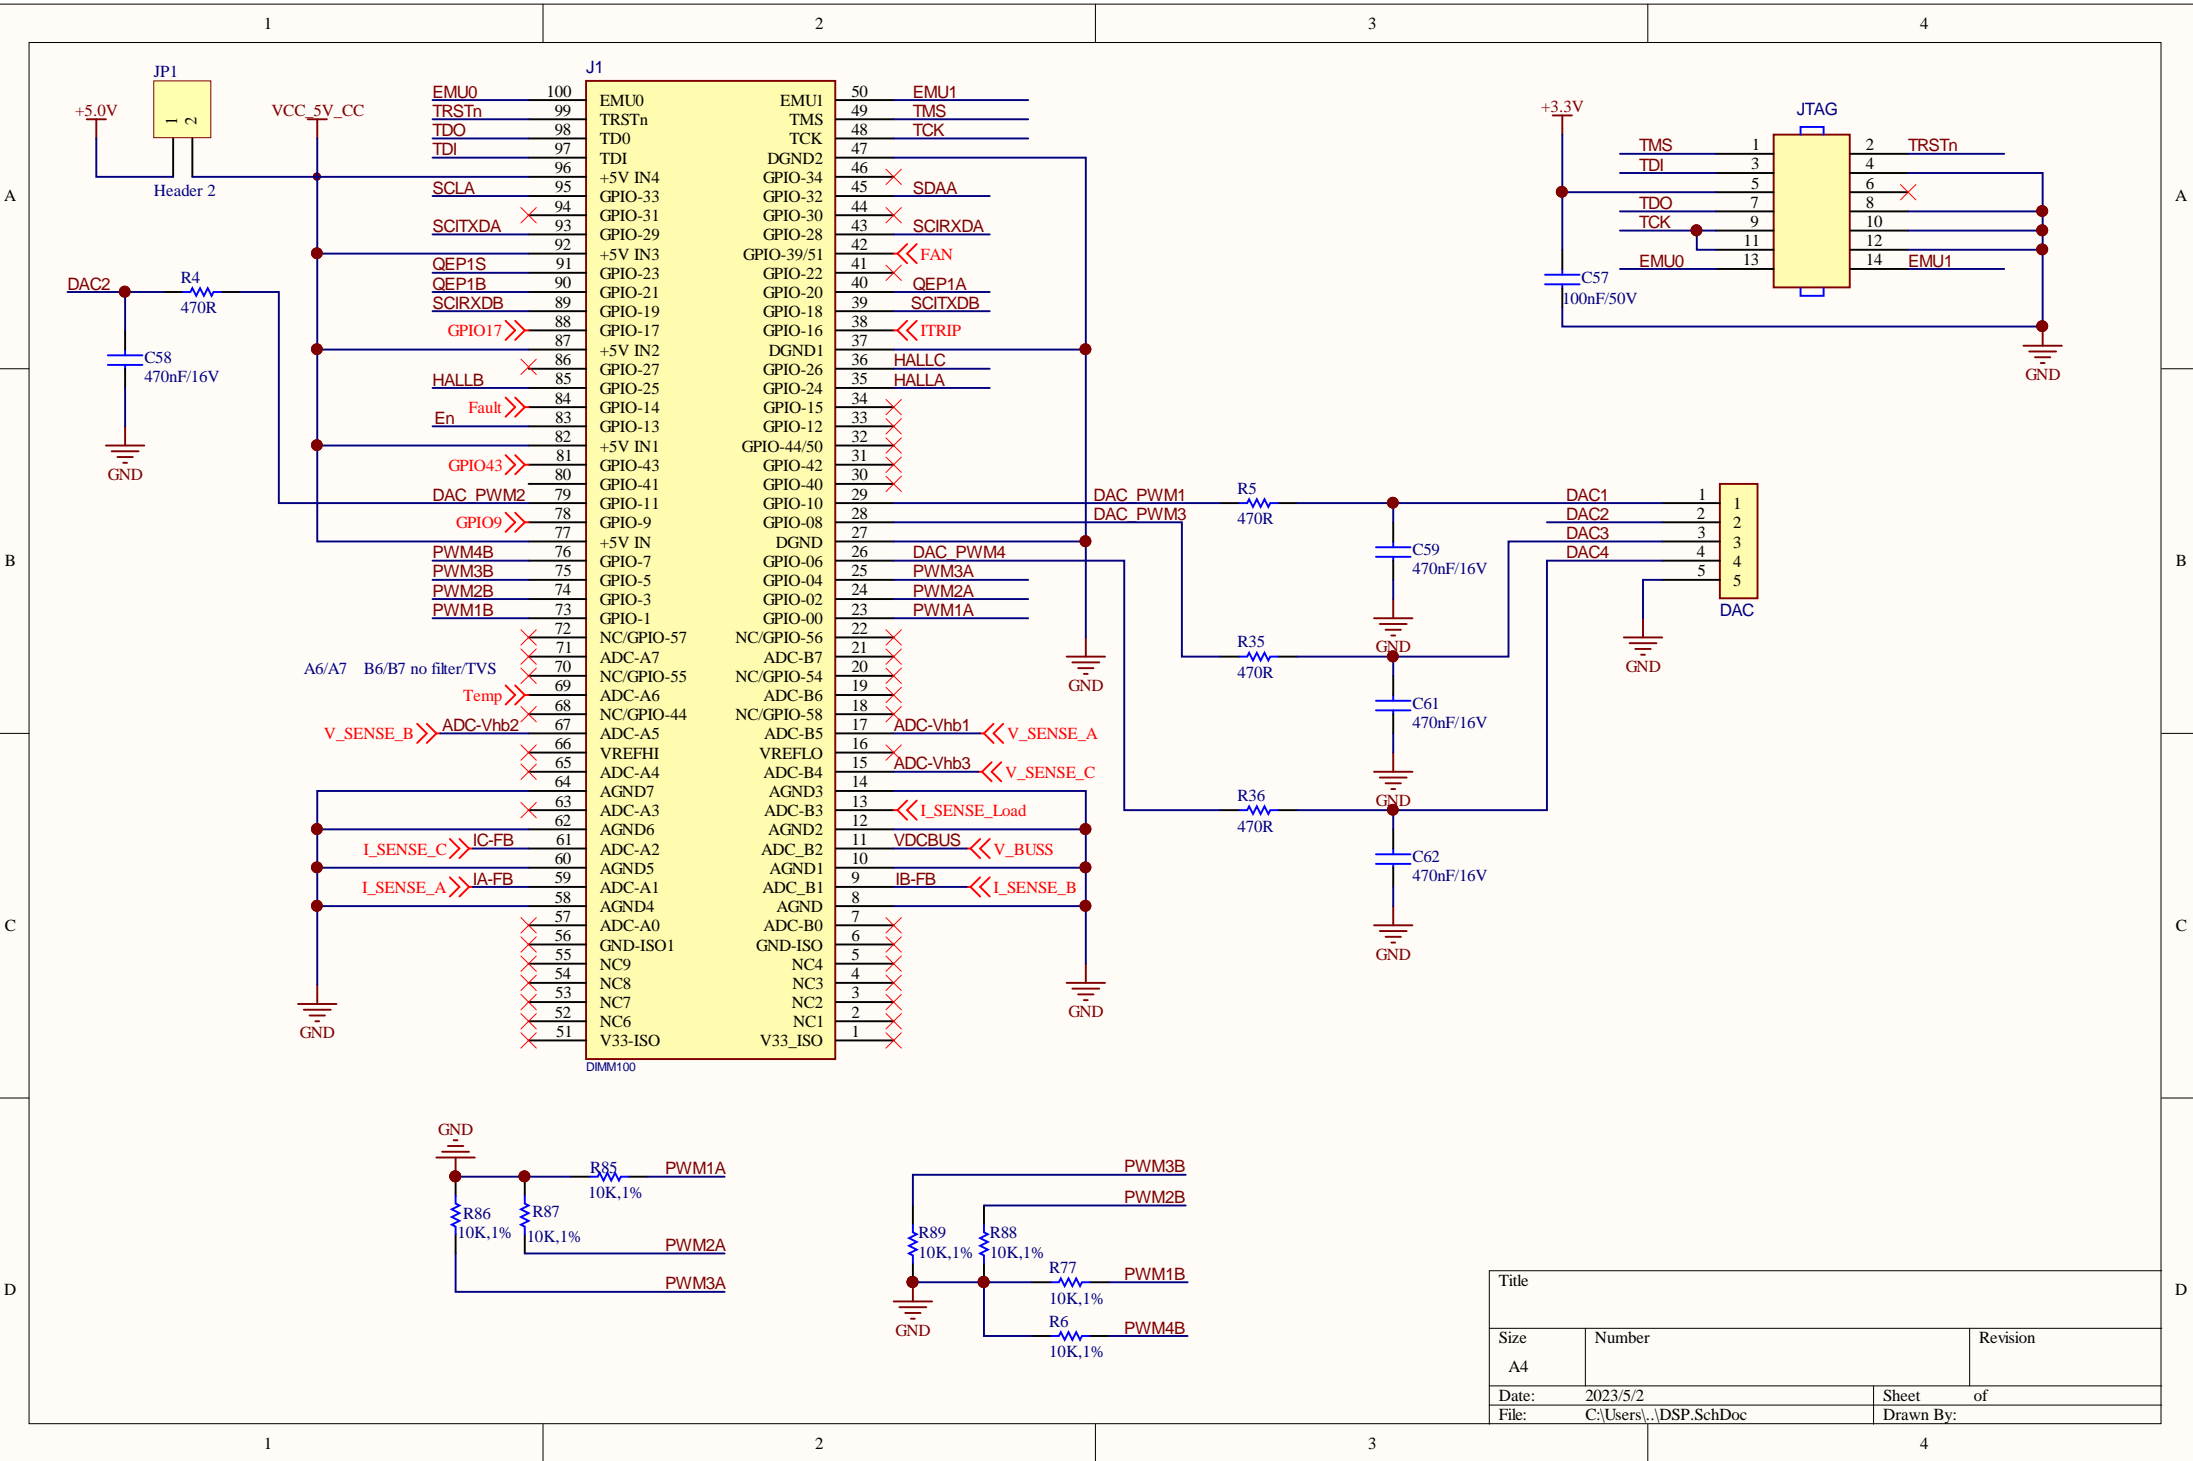 1 2 3 4
A A
B B
C C
D D
1 2 3 4
JP1
+5.0V
1
2
Header 2
VCC_5V_CC
DAC2
R4
470R
C58
470nF/16V
GND
J1
EMU0 100 EMU0 EMU1 50 EMU1
TRSTn 99 TRSTn TMS 49 TMS
TDO 98 TD0 TCK 48 TCK
TDI 97 TDI DGND2 47
96 +5V IN4 GPIO-34 46
SCLA 95 GPIO-33 GPIO-32 45 SDAA
94 GPIO-31 GPIO-30 44
SCITXDA 93 GPIO-29 GPIO-28 43 SCIRXDA
92 +5V IN3 GPIO-39/51 42 FAN
QEP1S 91 GPIO-23 GPIO-22 41
QEP1B 90 GPIO-21 GPIO-20 40 QEP1A
SCIRXDB 89 GPIO-19 GPIO-18 39 SCITXDB
GPIO17 88 GPIO-17 GPIO-16 38 ITRIP
87 +5V IN2 DGND1 37
86 GPIO-27 GPIO-26 36 HALLC
HALLB 85 GPIO-25 GPIO-24 35 HALLA
Fault 84 GPIO-14 GPIO-15 34
En 83 GPIO-13 GPIO-12 33
82 +5V IN1 GPIO-44/50 32
GPIO43 81 GPIO-43 GPIO-42 31
80 GPIO-41 GPIO-40 30
DAC_PWM2 79 GPIO-11 GPIO-10 29 DAC_PWM1
GPIO9 78 GPIO-9 GPIO-08 28 DAC_PWM3
77 +5V IN DGND 27
PWM4B 76 GPIO-7 GPIO-06 26 DAC_PWM4
PWM3B 75 GPIO-5 GPIO-04 25 PWM3A
PWM2B 74 GPIO-3 GPIO-02 24 PWM2A
PWM1B 73 GPIO-1 GPIO-00 23 PWM1A
72 NC/GPIO-57 NC/GPIO-56 22
71 ADC-A7 ADC-B7 21
A6/A7 B6/B7 no filter/TVS 70 NC/GPIO-55 NC/GPIO-54 20
Temp 69 ADC-A6 ADC-B6 19
68 NC/GPIO-44 NC/GPIO-58 18
V_SENSE_B ADC-Vhb2 67 ADC-A5 ADC-B5 17 ADC-Vhb1 V_SENSE_A
66 VREFHI VREFLO 16
65 ADC-A4 ADC-B4 15 ADC-Vhb3 V_SENSE_C
64 AGND7 AGND3 14
63 ADC-A3 ADC-B3 13 I_SENSE_Load
62 AGND6 AGND2 12
I_SENSE_C IC-FB 61 ADC-A2 ADC_B2 11 VDCBUS V_BUSS
60 AGND5 AGND1 10
I_SENSE_A IA-FB 59 ADC-A1 ADC_B1 9 IB-FB I_SENSE_B
58 AGND4 AGND 8
57 ADC-A0 ADC-B0 7
56 GND-ISO1 GND-ISO 6
55 NC9 NC4 5
54 NC8 NC3 4
53 NC7 NC2 3
52 NC6 NC1 2
51 V33-ISO V33_ISO 1
DIMM100
GND
GND
GND
+3.3V
JTAG
TMS 1 2 TRSTn
TDI 3 4
5 6
TDO 7 8
TCK 9 10
11 12
EMU0 13 14 EMU1
C57
100nF/50V
GND
R5
470R
C59
470nF/16V
GND
R35
470R
C61
470nF/16V
GND
R36
470R
C62
470nF/16V
GND
DAC1 1 1
DAC2 2 2
DAC3 3 3
DAC4 4 4
5 5
DAC
GND
GND
R85
10K,1%
PWM1A
R86
10K,1%
R87
10K,1%
PWM2A
PWM3A
PWM3B
PWM2B
R89
10K,1%
R88
10K,1%
R77
10K,1%
PWM1B
GND
R6
10K,1%
PWM4B
Title
Size Number Revision
A4
Date: 2023/5/2 Sheet of
File: C:\Users\..\DSP.SchDoc Drawn By: